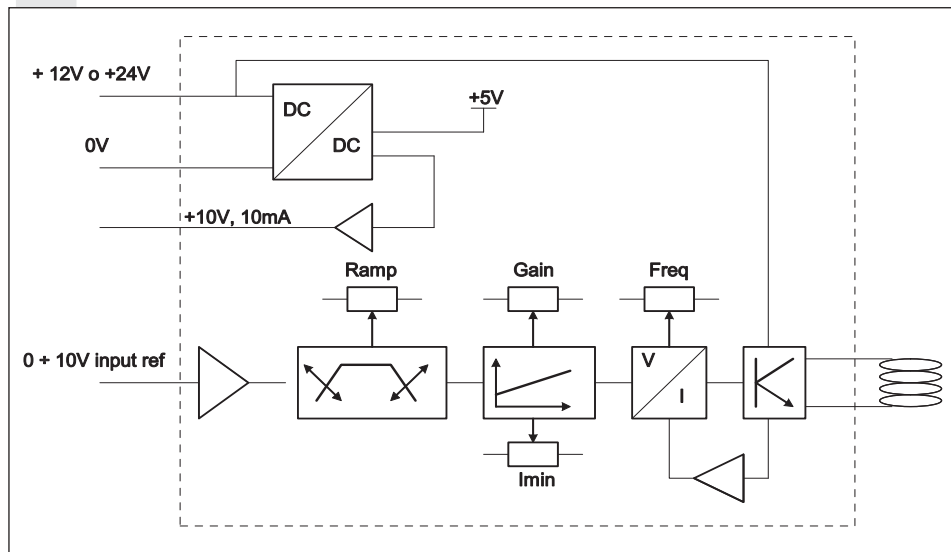 + 12V o +24V
DC
DC
+5V
0V
+10V, 10mA
Ramp
Gain
Freq
0 + 10V input ref
V
I
Imin